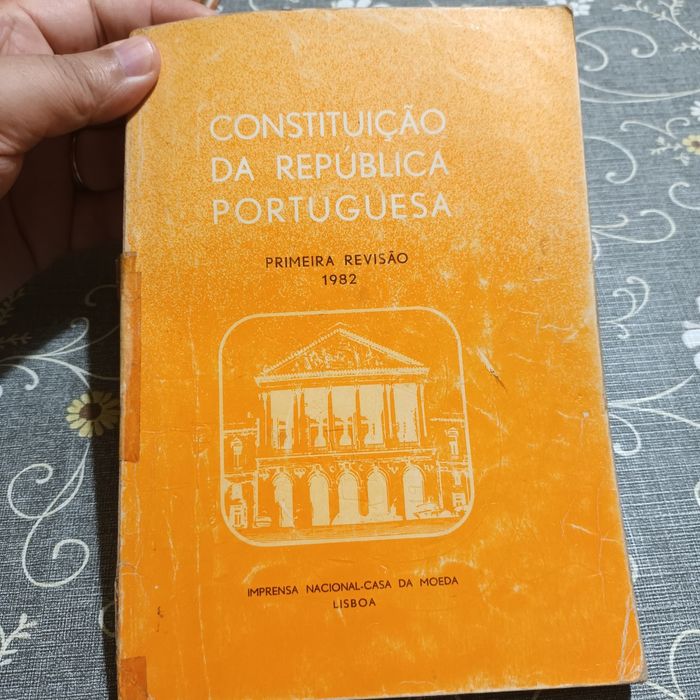 CONSTITUIÇÃO
DA REPÚBLICA
PORTUGUESA
PRIMEIRA REVISÃO
1982
IMPRENSA NACIONAL-CASA DA MOEDA
LISBOA